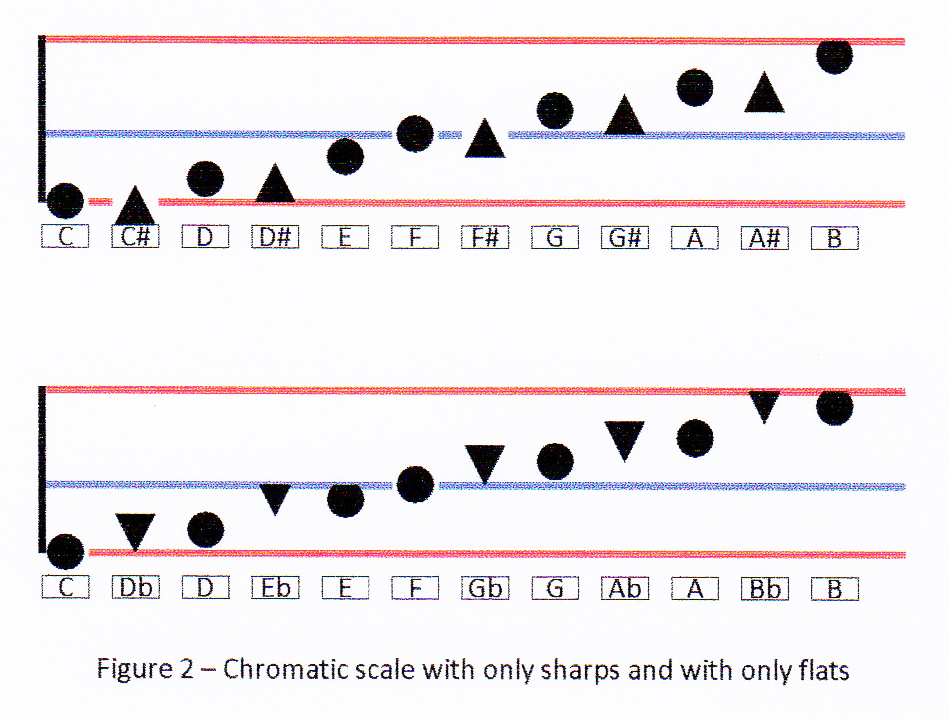 C C# D D# E F F# G G# A A# B
C Db D Eb E F Gb G Ab A Bb B
Figure 2 – Chromatic scale with only sharps and with only flats